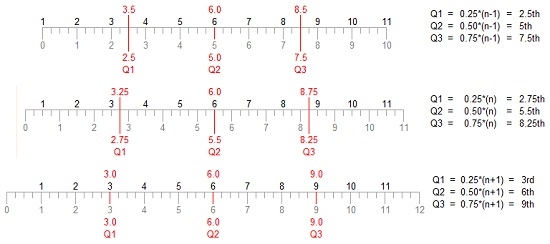 3.5 6.0 8.5
1 2 3 4 5 6 7 8 9 10 11
0 1 2 3 4 5 6 7 8 9 10
2.5 5.0 7.5
Q1 Q2 Q3
Q1 = 0.25*(n-1) = 2.5th
Q2 = 0.50*(n-1) = 5th
Q3 = 0.75*(n-1) = 7.5th
3.25 6.0 8.75
1 2 3 4 5 6 7 8 9 10 11
0 1 2 3 4 5 6 7 8 9 10 11
2.75 5.5 8.25
Q1 Q2 Q3
Q1 = 0.25*(n) = 2.75th
Q2 = 0.50*(n) = 5.5th
Q3 = 0.75*(n) = 8.25th
3.0 6.0 9.0
1 2 3 4 5 6 7 8 9 10 11
0 1 2 3 4 5 6 7 8 9 10 11 12
3.0 6.0 9.0
Q1 Q2 Q3
Q1 = 0.25*(n+1) = 3rd
Q2 = 0.50*(n+1) = 6th
Q3 = 0.75*(n+1) = 9th